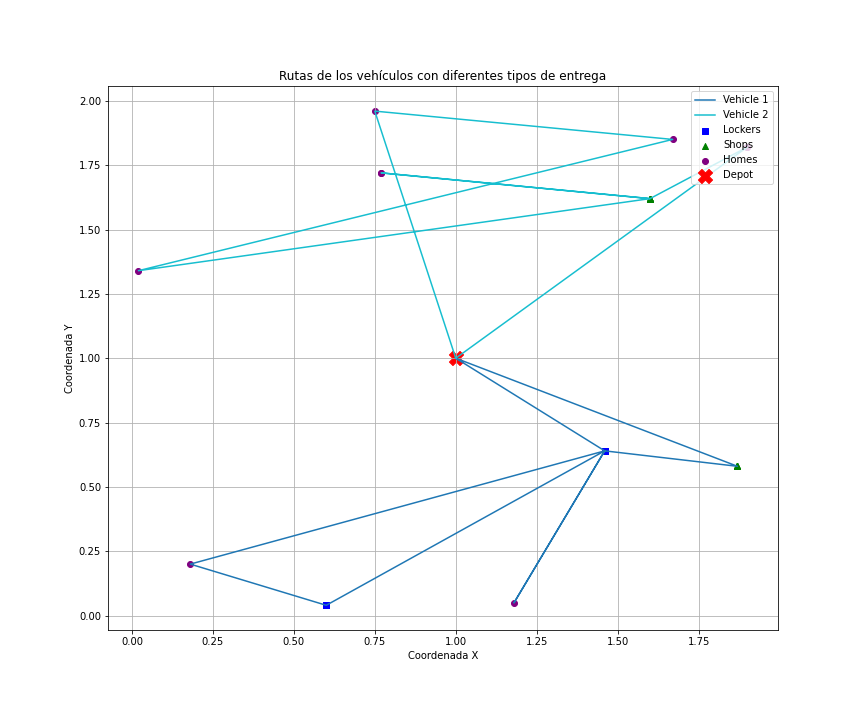 Rutas de los vehículos con diferentes tipos de entrega
Vehicle 1
Vehicle 2
Lockers
Shops
Homes
Depot
2.00
1.75
1.50
1.25
1.00
0.75
0.50
0.25
0.00
Coordenada Y
0.00 0.25 0.50 0.75 1.00 1.25 1.50 1.75
Coordenada X